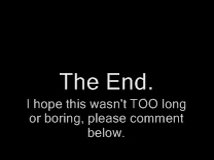 The End.
I hope this wasn't TOO long
or boring, please comment
below.